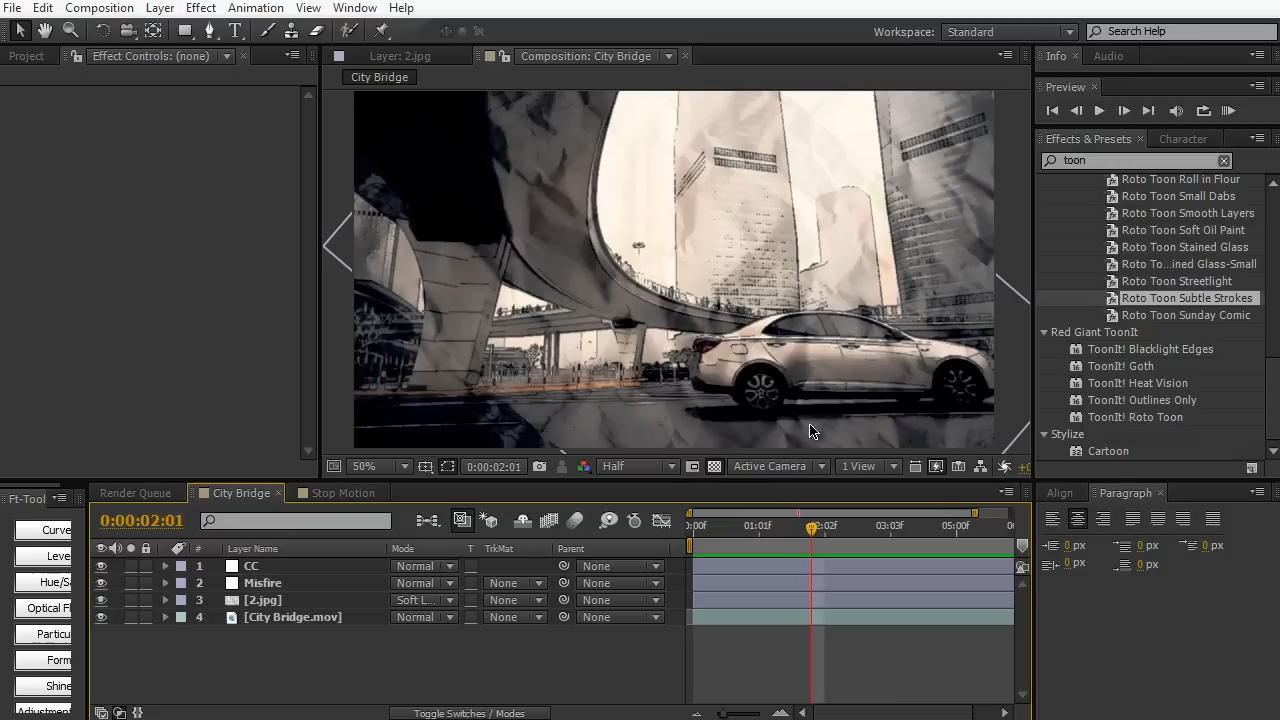 File Edit Composition Layer Effect Animation View Window Help
Workspace: Standard Search Help
Project Effect Controls: (none) Layer: 2.jpg Composition: City Bridge Info Audio
City Bridge
Preview
Effects & Presets Character
toon
Roto Toon Roll in Flour
Roto Toon Small Dabs
Roto Toon Smooth Layers
Roto Toon Soft Oil Paint
Roto Toon Stained Glass
Roto To...ined Glass-Small
Roto Toon Streetlight
Roto Toon Subtle Strokes
Roto Toon Sunday Comic
Red Giant ToonIt
ToonIt! Blacklight Edges
ToonIt! Goth
ToonIt! Heat Vision
ToonIt! Outlines Only
ToonIt! Roto Toon
Stylize
Cartoon
50% 0:00:02:01 Half Active Camera 1 View +0
Ft-Tool Render Queue City Bridge Stop Motion Align Paragraph
0:00:02:01 :00f 01:01f 2:02f 03:03f 05:00f
# Layer Name Mode T TrkMat Parent
1 CC Normal None
2 Misfire Normal None None
3 [2.jpg] Soft L... None None
4 [City Bridge.mov] Normal None None
Curve
Leve
Hue/Sa
Optical Fl
Particu
Form
Shine
Adjustment
0 px 0 px 0 px
0 px 0 px
Toggle Switches / Modes